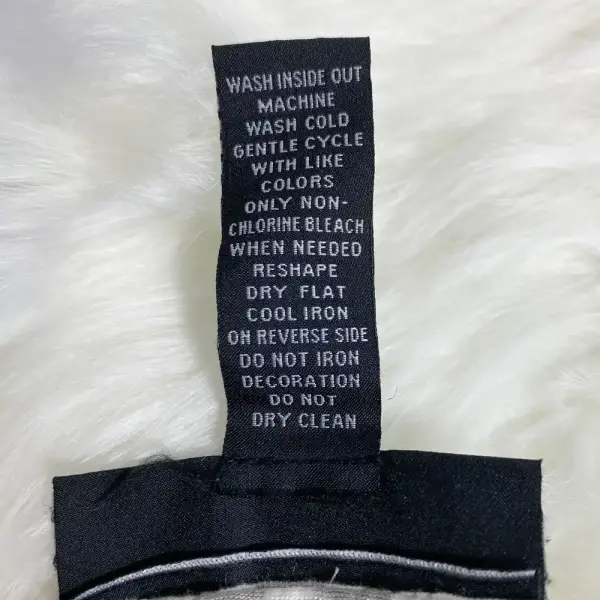 WASH INSIDE OUT
MACHINE
WASH COLD
GENTLE CYCLE
WITH LIKE
COLORS
ONLY NON-
CHLORINE BLEACH
WHEN NEEDED
RESHAPE
DRY FLAT
COOL IRON
ON REVERSE SIDE
DO NOT IRON
DECORATION
DO NOT
DRY CLEAN